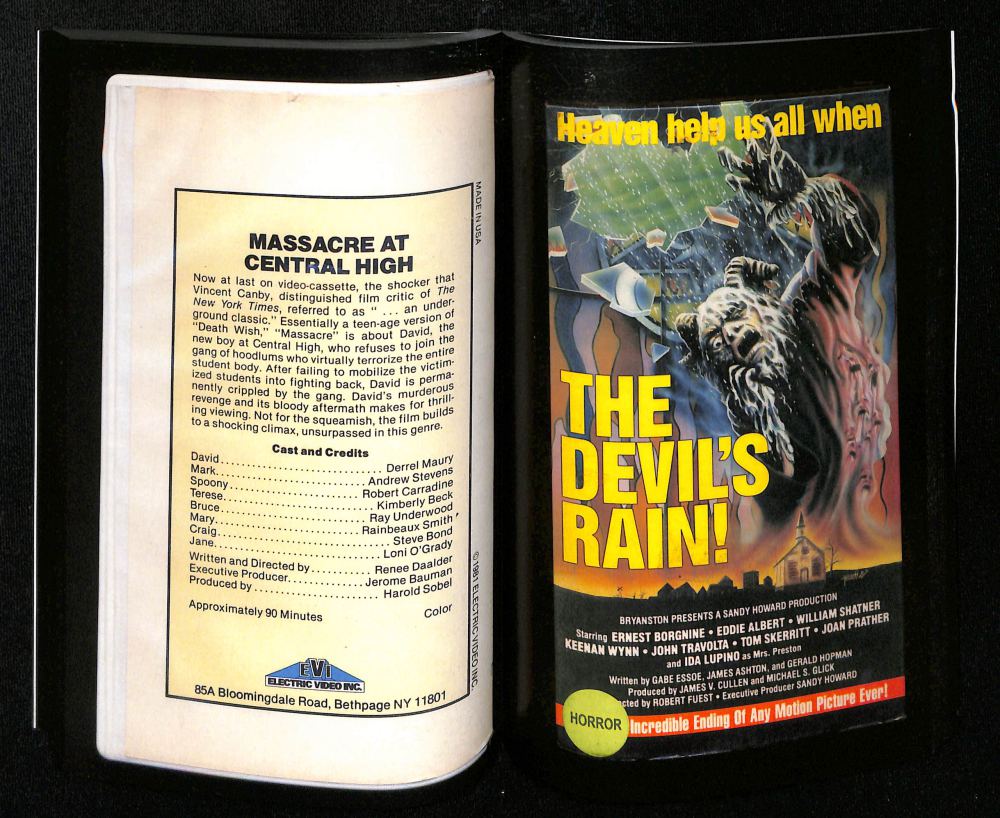 MASSACRE AT
CENTRAL HIGH
Now at last on video-cassette, the shocker that
Vincent Canby, distinguished film critic of The
New York Times, referred to as " ... an under-
ground classic." Essentially a teen-age version of
"Death Wish," "Massacre" is about David, the
new boy at Central High, who refuses to join the
gang of hoodlums who virtually terrorize the entire
student body. After failing to mobilize the victim-
ized students into fighting back, David is perma-
nently crippled by the gang. David's murderous
revenge and its bloody aftermath makes for thrill-
ing viewing. Not for the squeamish, the film builds
to a shocking climax, unsurpassed in this genre.
Cast and Credits
David Derrel Maury
Mark Andrew Stevens
Spoony Robert Carradine
Terese Kimberly Beck
Bruce Ray Underwood
Mary Rainbeaux Smith
Craig Steve Bond
Jane Loni O'Grady
Written and Directed by Renee Daalder
Executive Producer Jerome Bauman
Produced by Harold Sobel
Approximately 90 Minutes Color
EVI
ELECTRIC VIDEO INC.
85A Bloomingdale Road, Bethpage NY 11801
MADE IN USA
©1981 ELECTRIC VIDEO INC.
Heaven help us all when
THE
DEVIL'S
RAIN!
BRYANSTON PRESENTS A SANDY HOWARD PRODUCTION
Starring ERNEST BORGNINE • EDDIE ALBERT • WILLIAM SHATNER
KEENAN WYNN • JOHN TRAVOLTA • TOM SKERRITT • JOAN PRATHER
and IDA LUPINO as Mrs. Preston
Written by GABE ESSOE, JAMES ASHTON, and GERALD HOPMAN
Produced by JAMES V. CULLEN and MICHAEL S. GLICK
cted by ROBERT FUEST • Executive Producer SANDY HOWARD
Incredible Ending Of Any Motion Picture Ever!
HORROR